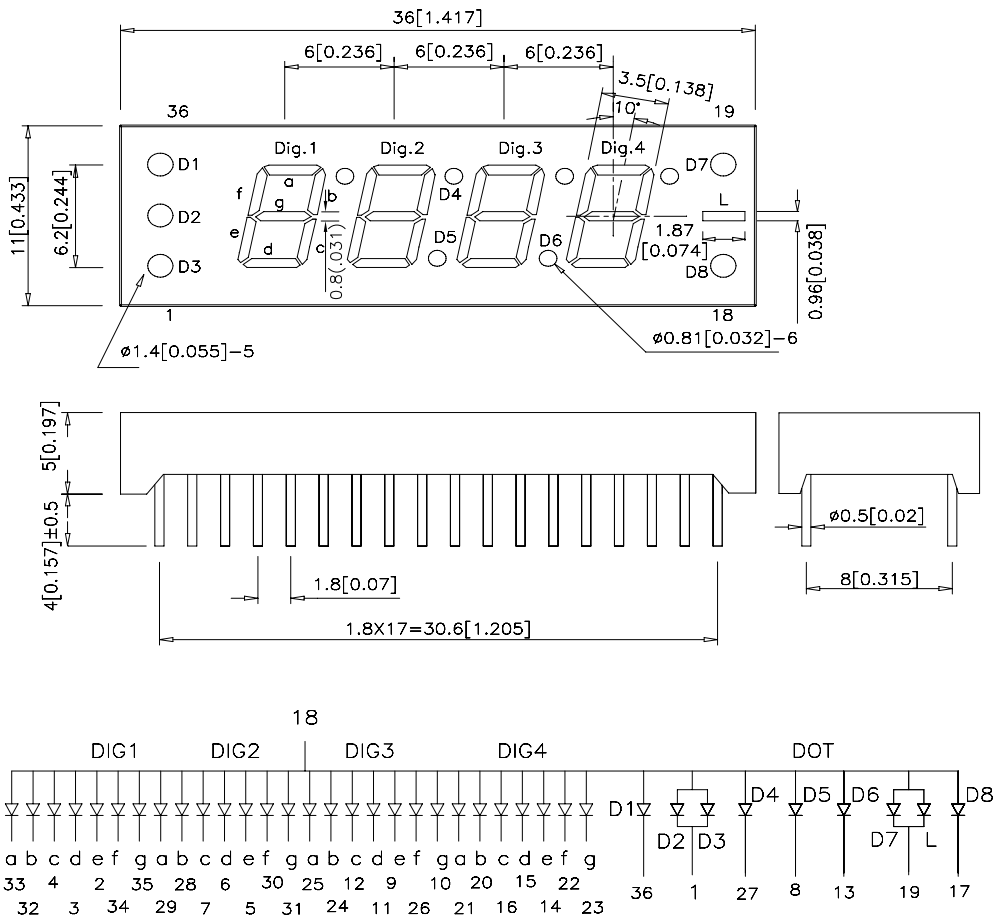 36[1.417]
6[0.236] 6[0.236] 6[0.236]
3.5[0.138]
10°
36 19
Dig.1 Dig.2 Dig.3 Dig.4
D1 D4 D7
a b f g
D2 L
e d c
D5 D6
1.87
[0.074]
D3 D8
0.8(.031)
11[0.433]
6.2[0.244]
0.96[0.038]
1 18
ø1.4[0.055]-5
ø0.81[0.032]-6
5[0.197]
4[0.157]±0.5
ø0.5[0.02]
1.8[0.07]
8[0.315]
1.8X17=30.6[1.205]
18
DIG1 DIG2 DIG3 DIG4 DOT
D1 D4 D5 D6 D8
D2 D3 D7 L
a b c d e f g a b c d e f g a b c d e f g a b c d e f g
33 4 2 35 28 6 30 25 12 9 10 20 15 22 36 1 27 8 13 19 17
32 3 34 29 7 5 31 24 11 26 21 16 14 23